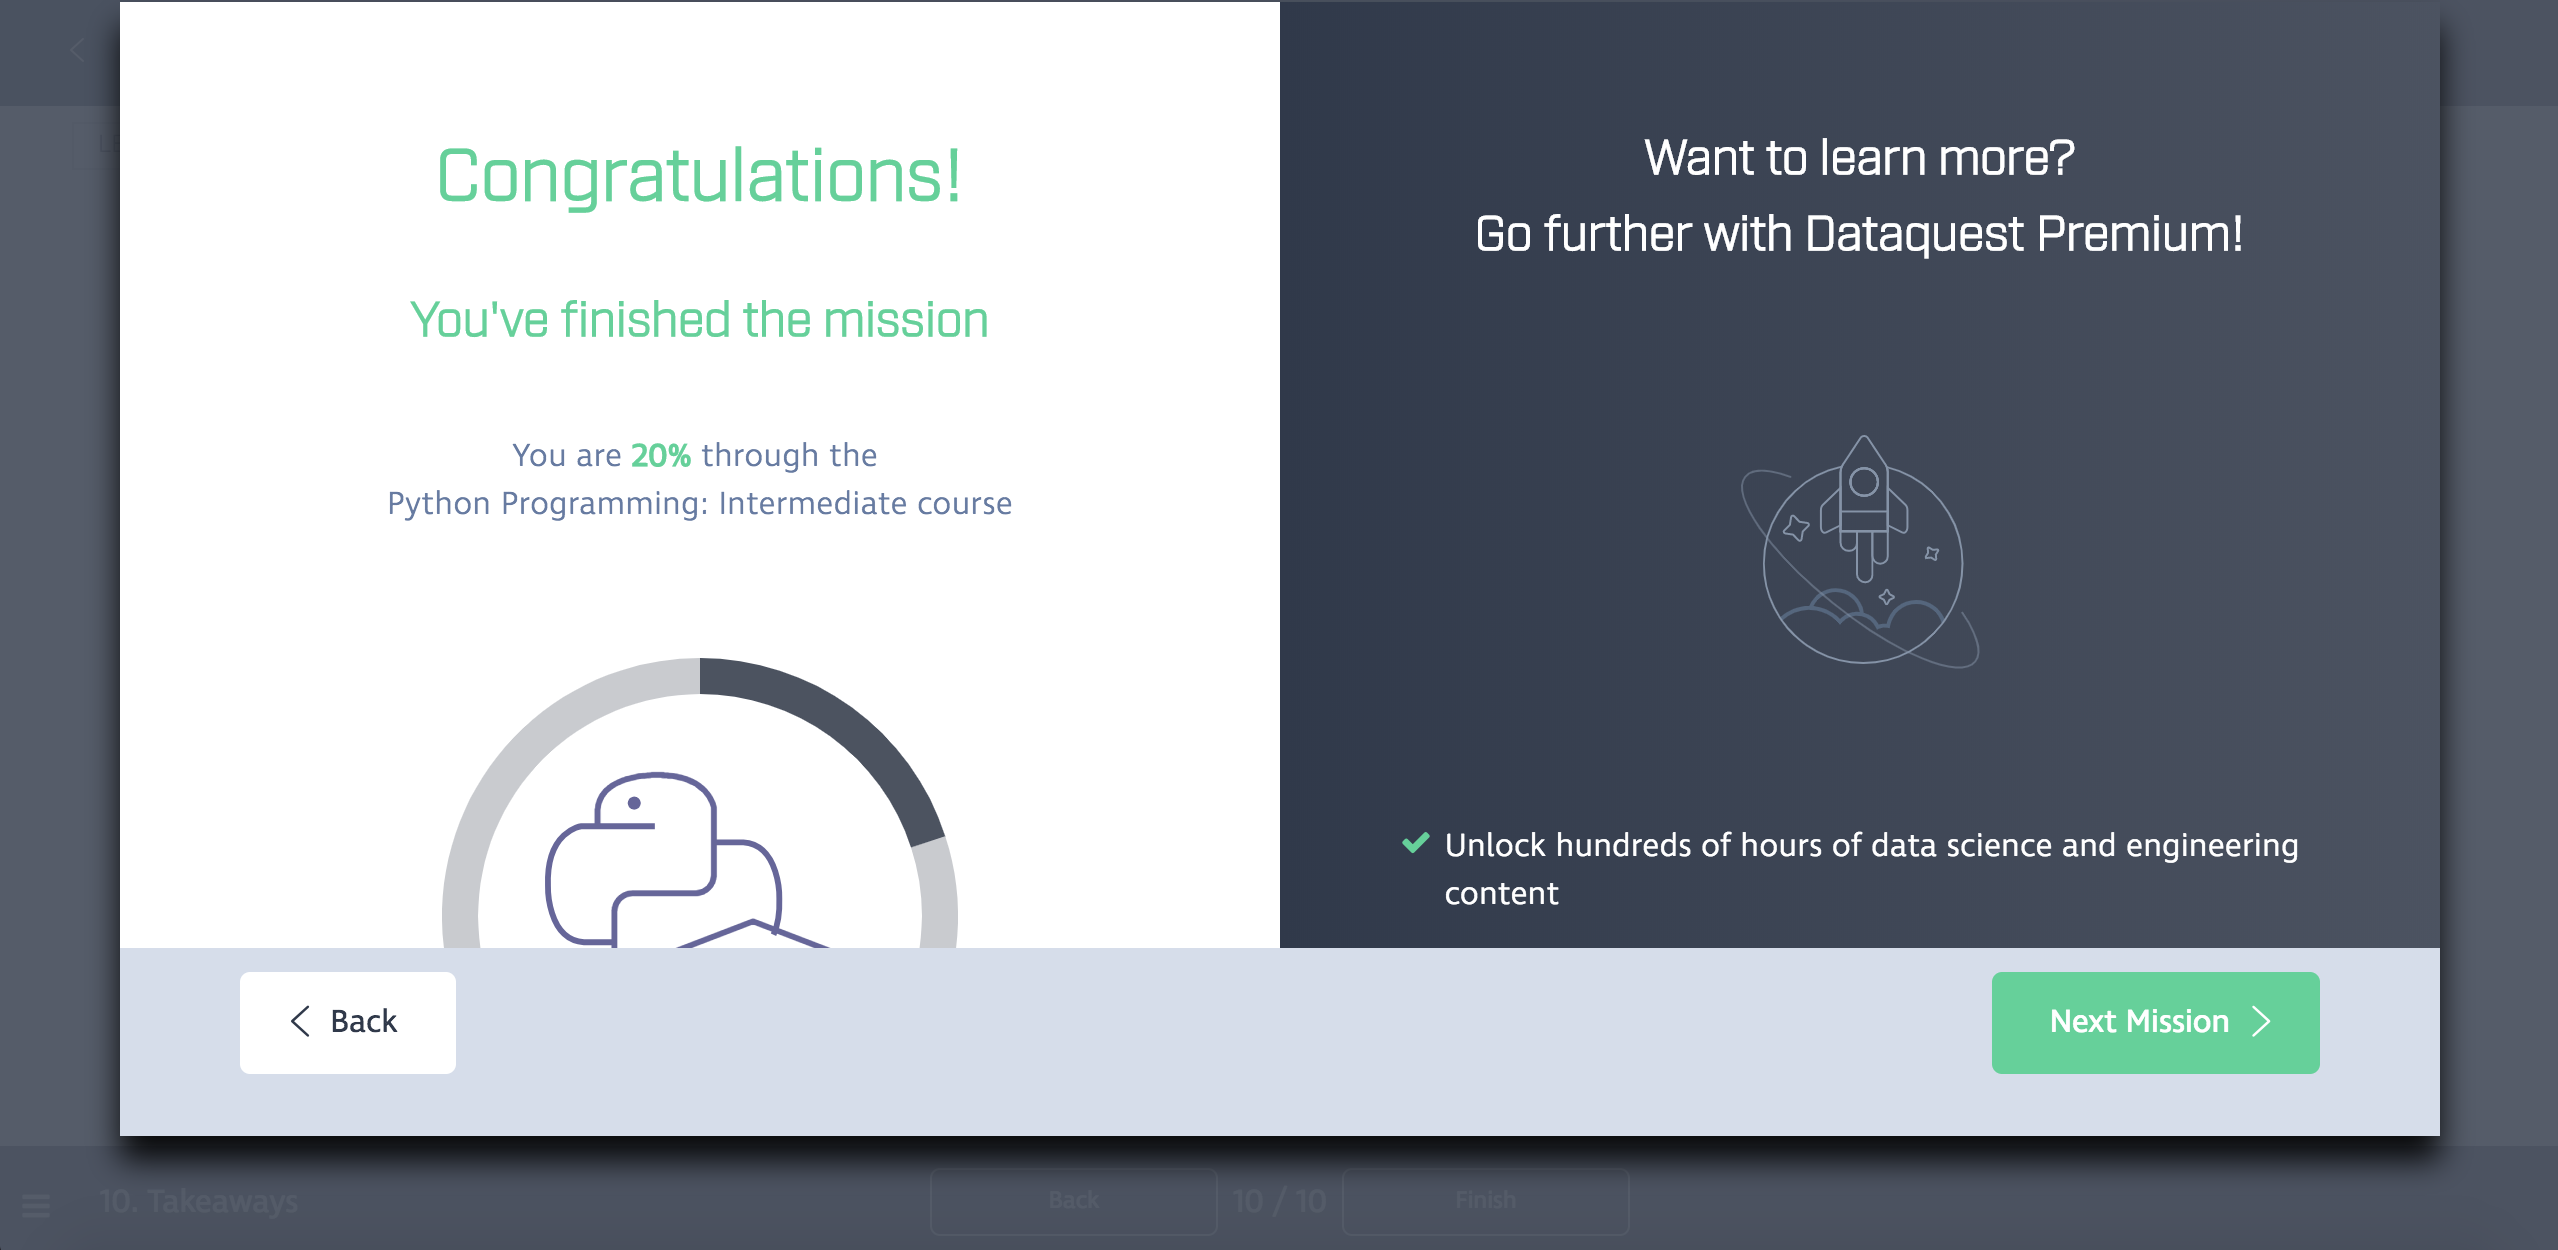 Congratulations!
You've finished the mission
You are 20% through the
Python Programming: Intermediate course
Want to learn more?
Go further with Dataquest Premium!
Unlock hundreds of hours of data science and engineering
content
Back
Next Mission
10. Takeaways
Back
10 / 10
Finish